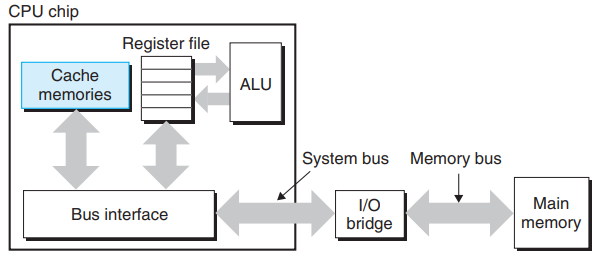 CPU chip
Register file
Cache
memories
ALU
System bus
Memory bus
Bus interface
I/O
bridge
Main
memory